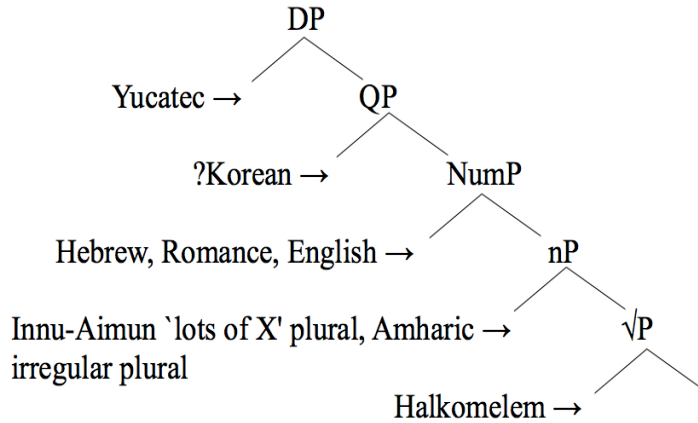 DP
Yucatec → QP
?Korean → NumP
Hebrew, Romance, English → nP
Innu-Aimun `lots of X' plural, Amharic → √P
irregular plural
Halkomelem →